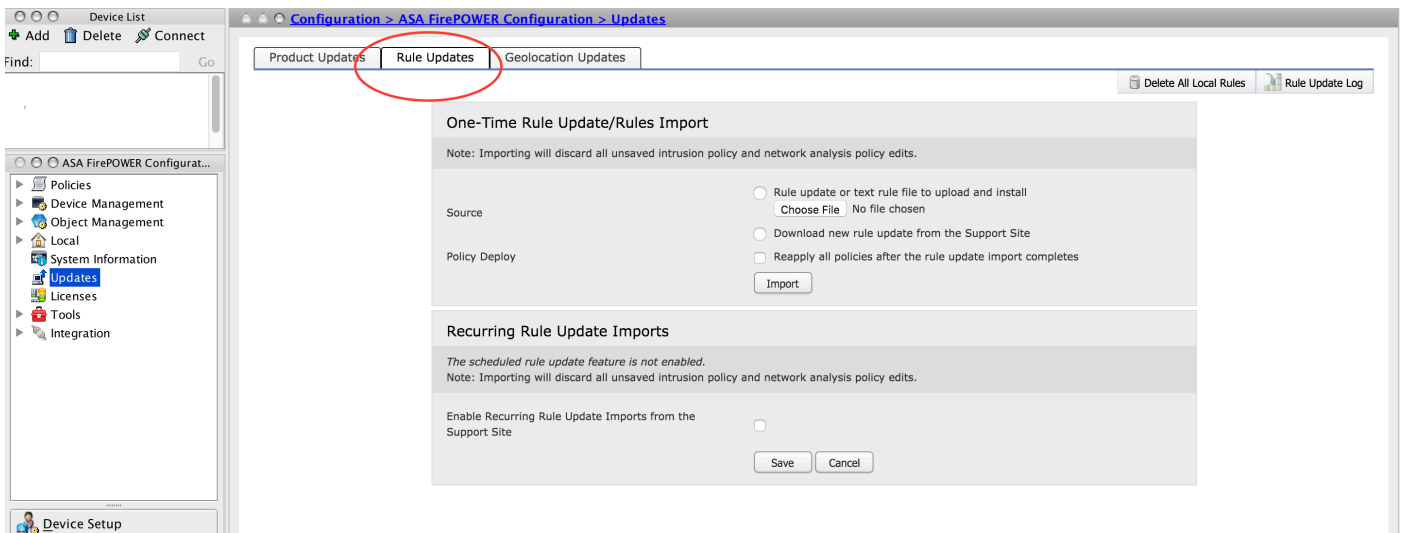 Device List
Add Delete Connect
Find: Go
ASA FirePOWER Configurat...
Policies
Device Management
Object Management
Local
System Information
Updates
Licenses
Tools
Integration
Device Setup
Configuration > ASA FirePOWER Configuration > Updates
Product Updates Rule Updates Geolocation Updates
Delete All Local Rules Rule Update Log
One-Time Rule Update/Rules Import
Note: Importing will discard all unsaved intrusion policy and network analysis policy edits.
Source
Rule update or text rule file to upload and install
Choose File No file chosen
Download new rule update from the Support Site
Policy Deploy
Reapply all policies after the rule update import completes
Import
Recurring Rule Update Imports
The scheduled rule update feature is not enabled.
Note: Importing will discard all unsaved intrusion policy and network analysis policy edits.
Enable Recurring Rule Update Imports from the
Support Site
Save Cancel